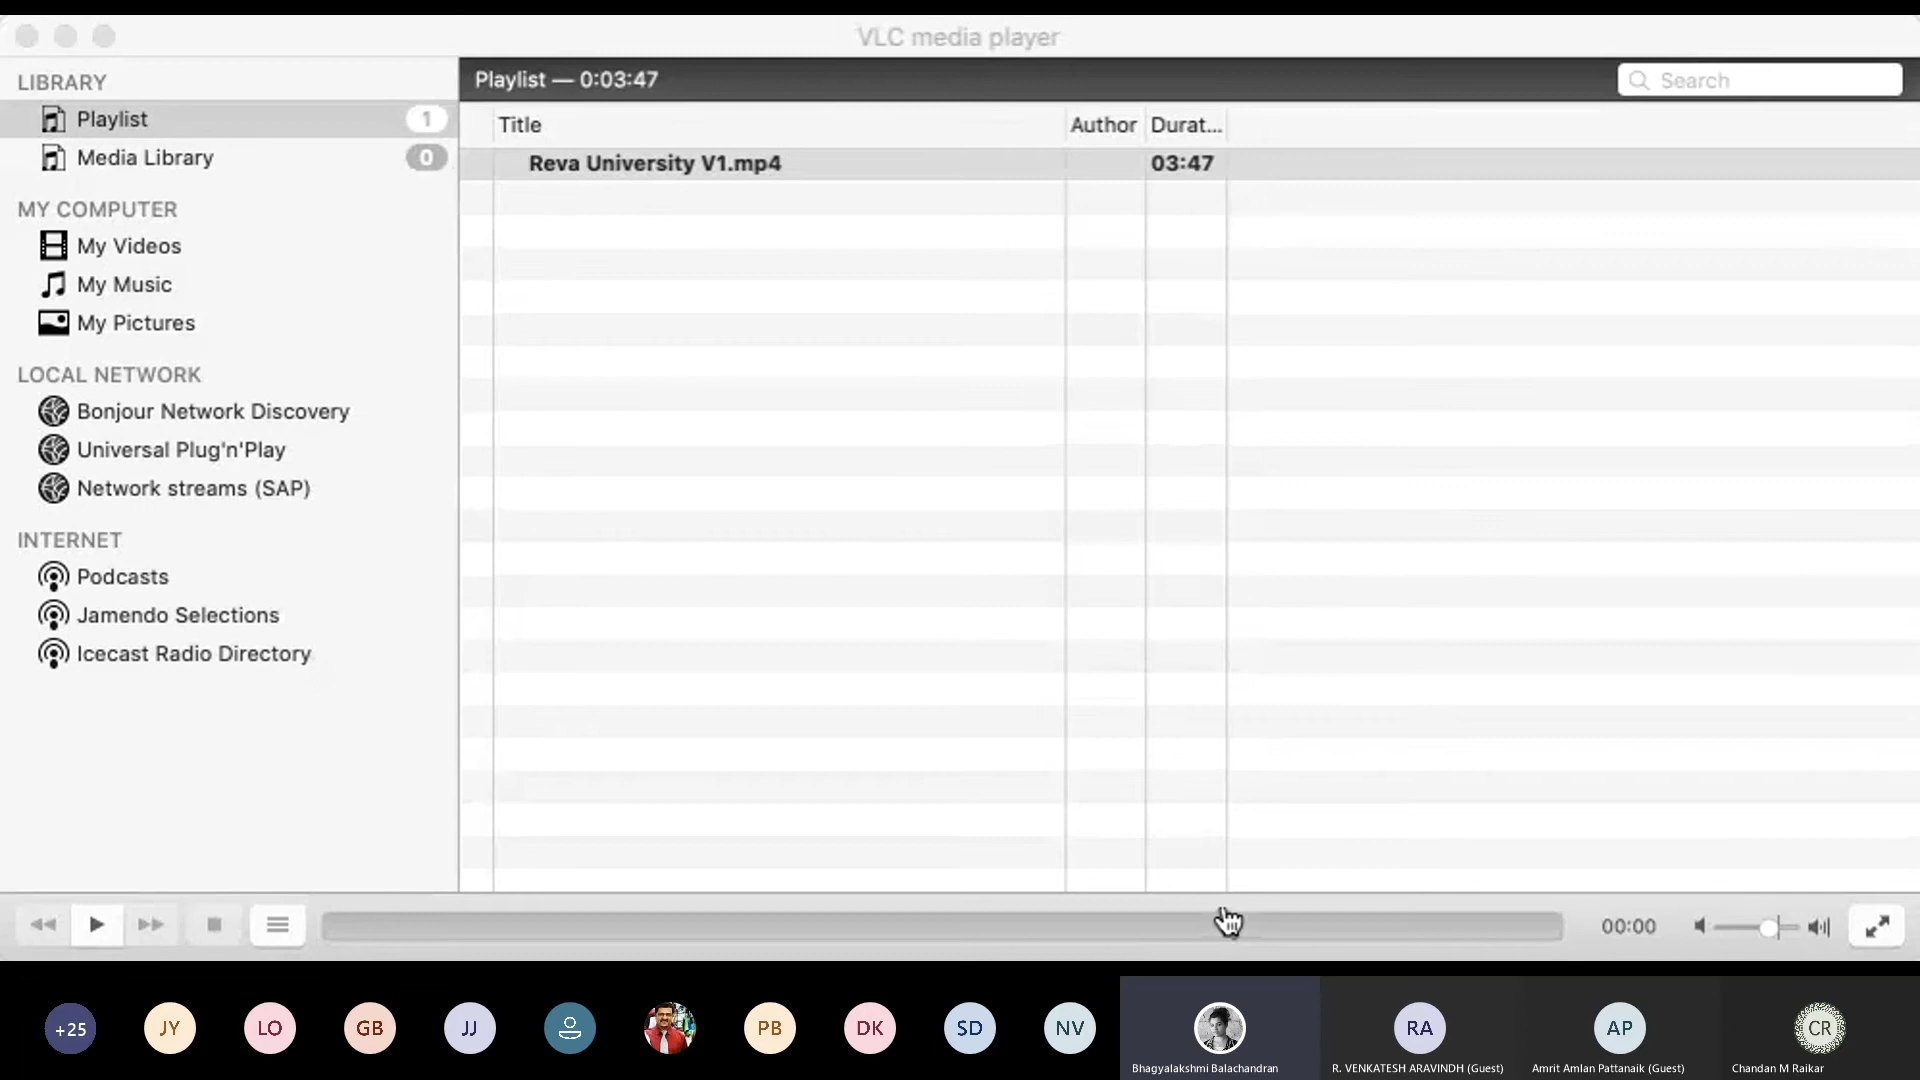 VLC media player
LIBRARY
Playlist 1
Media Library 0
MY COMPUTER
My Videos
My Music
My Pictures
LOCAL NETWORK
Bonjour Network Discovery
Universal Plug'n'Play
Network streams (SAP)
INTERNET
Podcasts
Jamendo Selections
Icecast Radio Directory
Playlist — 0:03:47
Search
Title Author Durat...
Reva University V1.mp4 03:47
00:00
+25 JY LO GB JJ PB DK SD NV RA AP CR
Bhagyalakshmi Balachandran R. VENKATESH ARAVINDH (Guest) Amrit Amlan Pattanaik (Guest) Chandan M Raikar